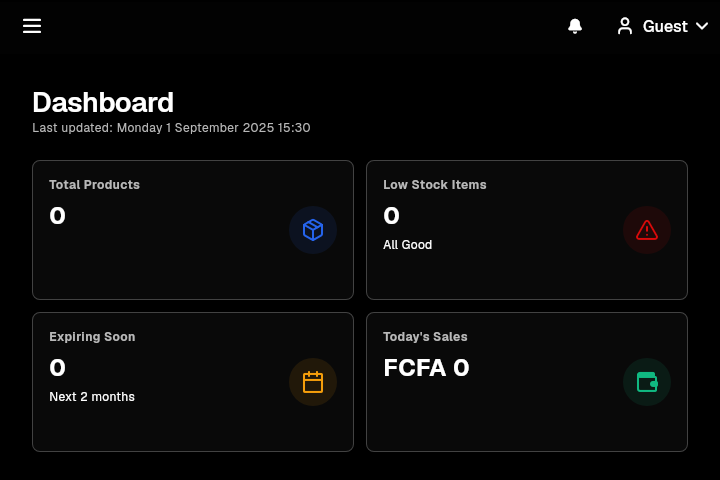 Guest
Dashboard
Last updated: Monday 1 September 2025 15:30
Total Products
0
Low Stock Items
0
All Good
Expiring Soon
0
Next 2 months
Today's Sales
FCFA 0